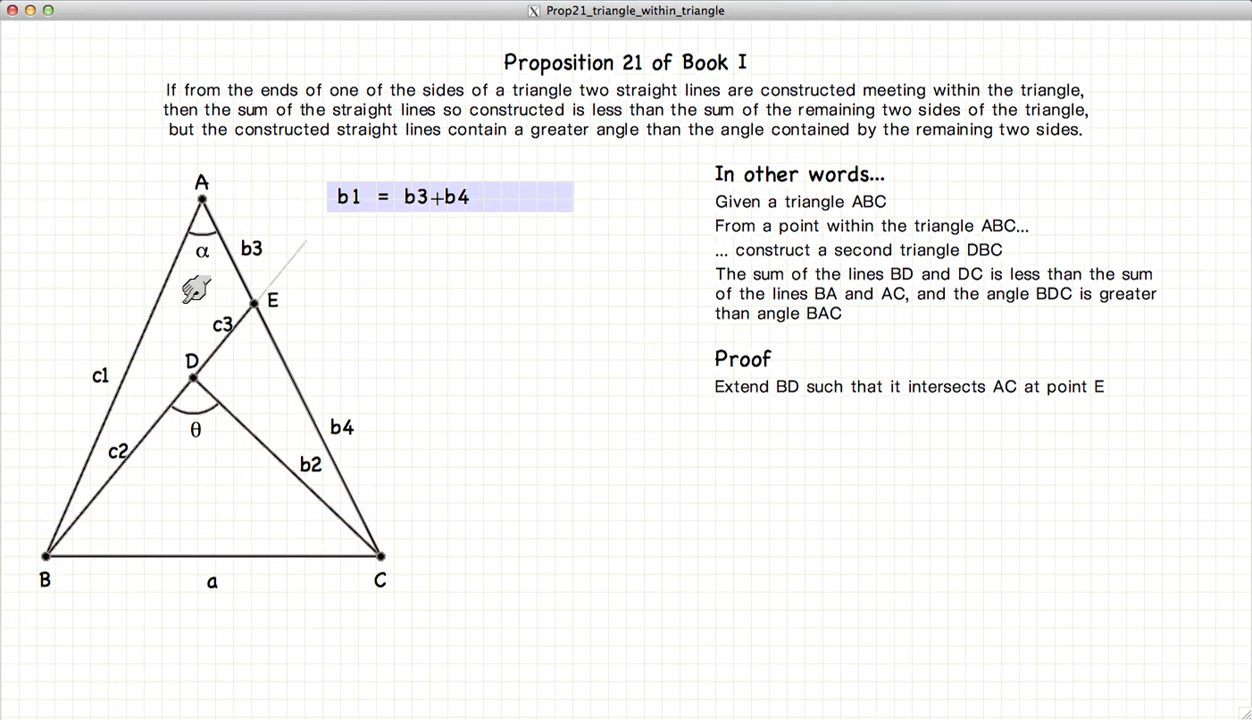 Prop21_triangle_within_triangle
Proposition 21 of Book I
If from the ends of one of the sides of a triangle two straight lines are constructed meeting within the triangle,
then the sum of the straight lines so constructed is less than the sum of the remaining two sides of the triangle,
but the constructed straight lines contain a greater angle than the angle contained by the remaining two sides.
A
b1 = b3+b4
α
b3
E
c3
D
c1
θ
b4
c2
b2
B
a
C
In other words...
Given a triangle ABC
From a point within the triangle ABC...
... construct a second triangle DBC
The sum of the lines BD and DC is less than the sum
of the lines BA and AC, and the angle BDC is greater
than angle BAC
Proof
Extend BD such that it intersects AC at point E